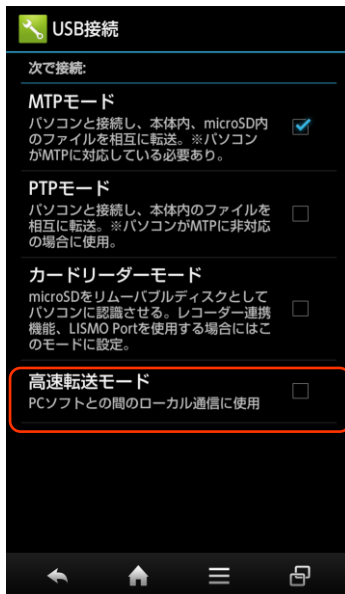 USB接続
次で接続:
MTPモード
パソコンと接続し、本体内、microSD内
のファイルを相互に転送。※パソコン
がMTPに対応している必要あり。
PTPモード
パソコンと接続し、本体内のファイルを
相互に転送。※パソコンがMTPに非対応
の場合に使用。
カードリーダーモード
microSDをリムーバブルディスクとして
パソコンに認識させる。レコーダー連携
機能、LISMO Portを使用する場合にはこ
のモードに設定。
高速転送モード
PCソフトとの間のローカル通信に使用